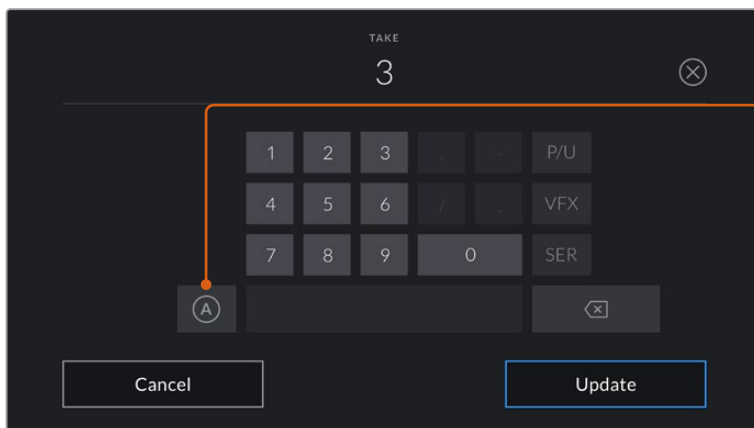 TAKE
3
1 2 3 . - P/U
4 5 6 / , VFX
7 8 9 0 SER
A
Cancel Update